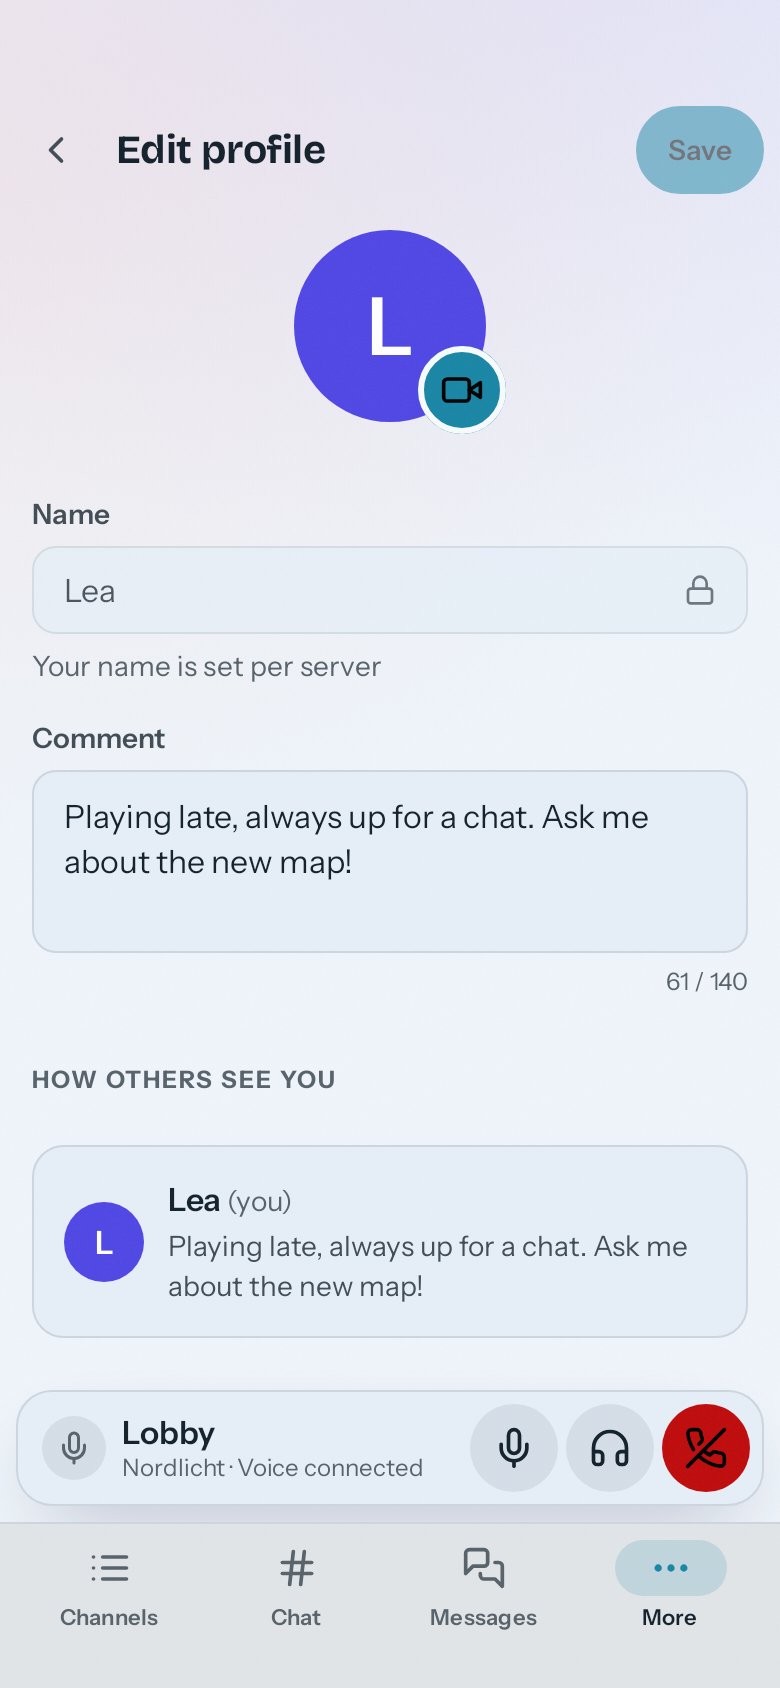 Edit profile
Save
L
Name
Lea
Your name is set per server
Comment
Playing late, always up for a chat. Ask me
about the new map!
61 / 140
HOW OTHERS SEE YOU
L
Lea (you)
Playing late, always up for a chat. Ask me
about the new map!
Lobby
Nordlicht · Voice connected
Channels
Chat
Messages
More